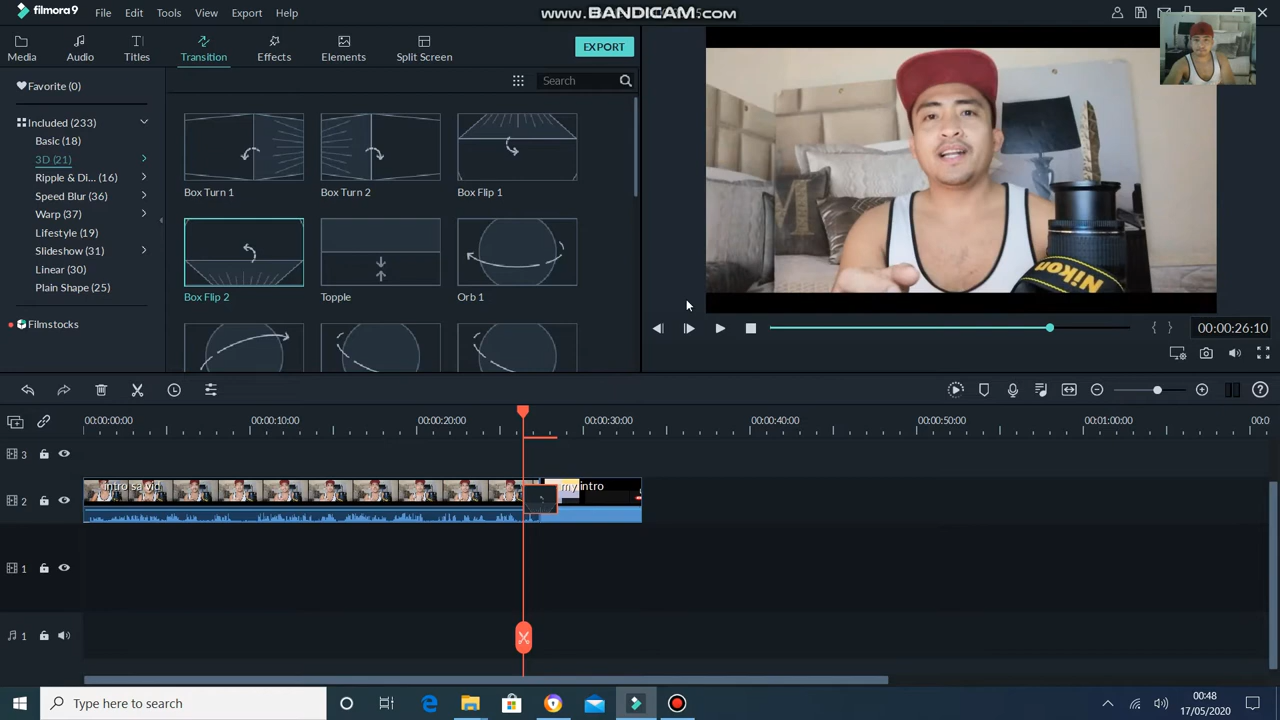 filmora9 File Edit Tools View Export Help
www.BANDICAM.com
Media Audio Titles Transition Effects Elements Split Screen
EXPORT
Favorite (0)
Search
Included (233)
Basic (18)
3D (21)
Ripple & Di... (16)
Speed Blur (36)
Warp (37)
Lifestyle (19)
Slideshow (31)
Linear (30)
Plain Shape (25)
Filmstocks
Box Turn 1 Box Turn 2 Box Flip 1
Box Flip 2 Topple Orb 1
M
Nikon
{ } 00:00:26:10
00:00:00:00 00:00:10:00 00:00:20:00 00:00:30:00 00:00:40:00 00:00:50:00 00:01:00:00 00:0
3
2 intro sa vid my intro
1
1
Type here to search
00:48
17/05/2020